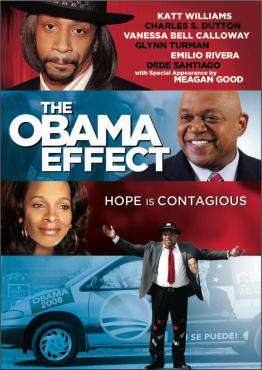 KATT WILLIAMS
CHARLES S. DUTTON
VANESSA BELL CALLOWAY
GLYNN TURMAN
EMILIO RIVERA
DEDE SANTIAGO
with Special Appearance by
MEAGAN GOOD
THE
OBAMA
EFFECT
HOPE IS CONTAGIOUS
OBAMA
2008
SI SE PUEDE!